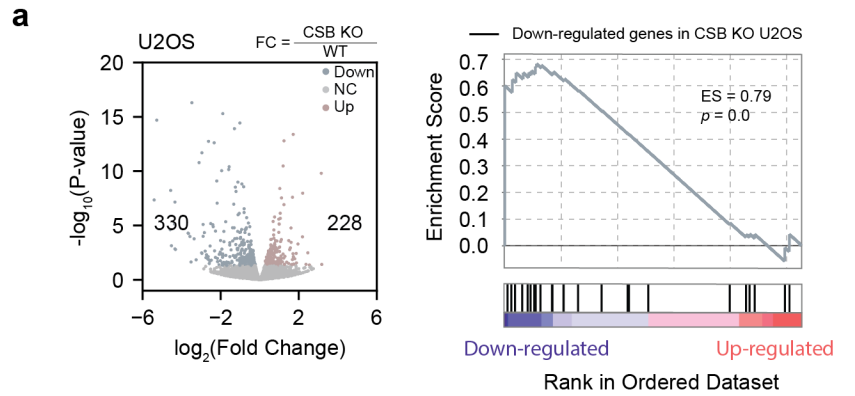 a
U2OS
FC = CSB KO / WT
Down
NC
Up
20
15
10
5
0
330
228
-log10(P-value)
−6
−2
2
6
log2(Fold Change)
Down-regulated genes in CSB KO U2OS
0.7
0.6
0.5
0.4
0.3
0.2
0.1
0.0
Enrichment Score
ES = 0.79
p = 0.0
Down-regulated
Up-regulated
Rank in Ordered Dataset